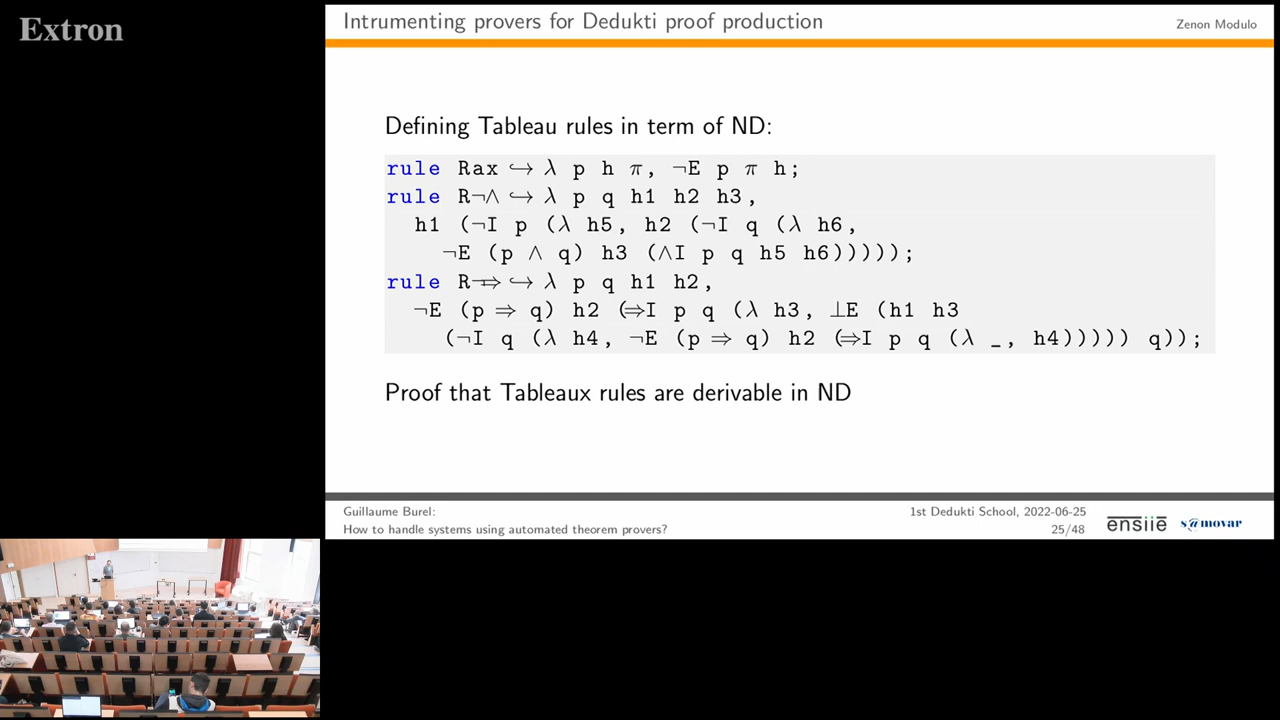 Extron
Intrumenting provers for Dedukti proof production
Zenon Modulo
Defining Tableau rules in term of ND:
rule Rax ↪ λ p h π, ¬E p π h;
rule R¬∧ ↪ λ p q h1 h2 h3,
h1 (¬I p (λ h5, h2 (¬I q (λ h6,
¬E (p ∧ q) h3 (∧I p q h5 h6)))));
rule R¬⇒ ↪ λ p q h1 h2,
¬E (p ⇒ q) h2 (⇒I p q (λ h3, ⊥E (h1 h3
(¬I q (λ h4, ¬E (p ⇒ q) h2 (⇒I p q (λ _, h4))))) q));
Proof that Tableaux rules are derivable in ND
Guillaume Burel:
How to handle systems using automated theorem provers?
1st Dedukti School, 2022-06-25
25/48
ensiie
s@movar